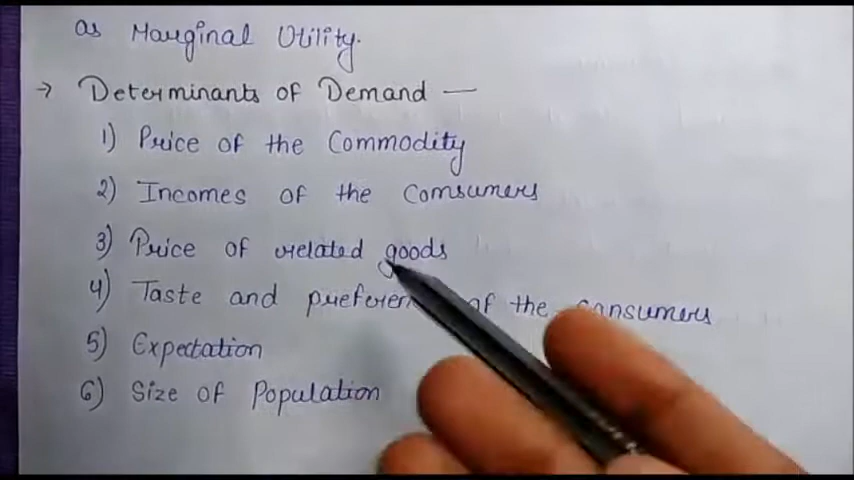 as Marginal Utility.
→ Determinants of Demand —
1) Price of the Commodity
2) Incomes of the Comsumers
3) Price of related goods
4) Taste and of the Consumers
5) Expectation
6) Size of Population